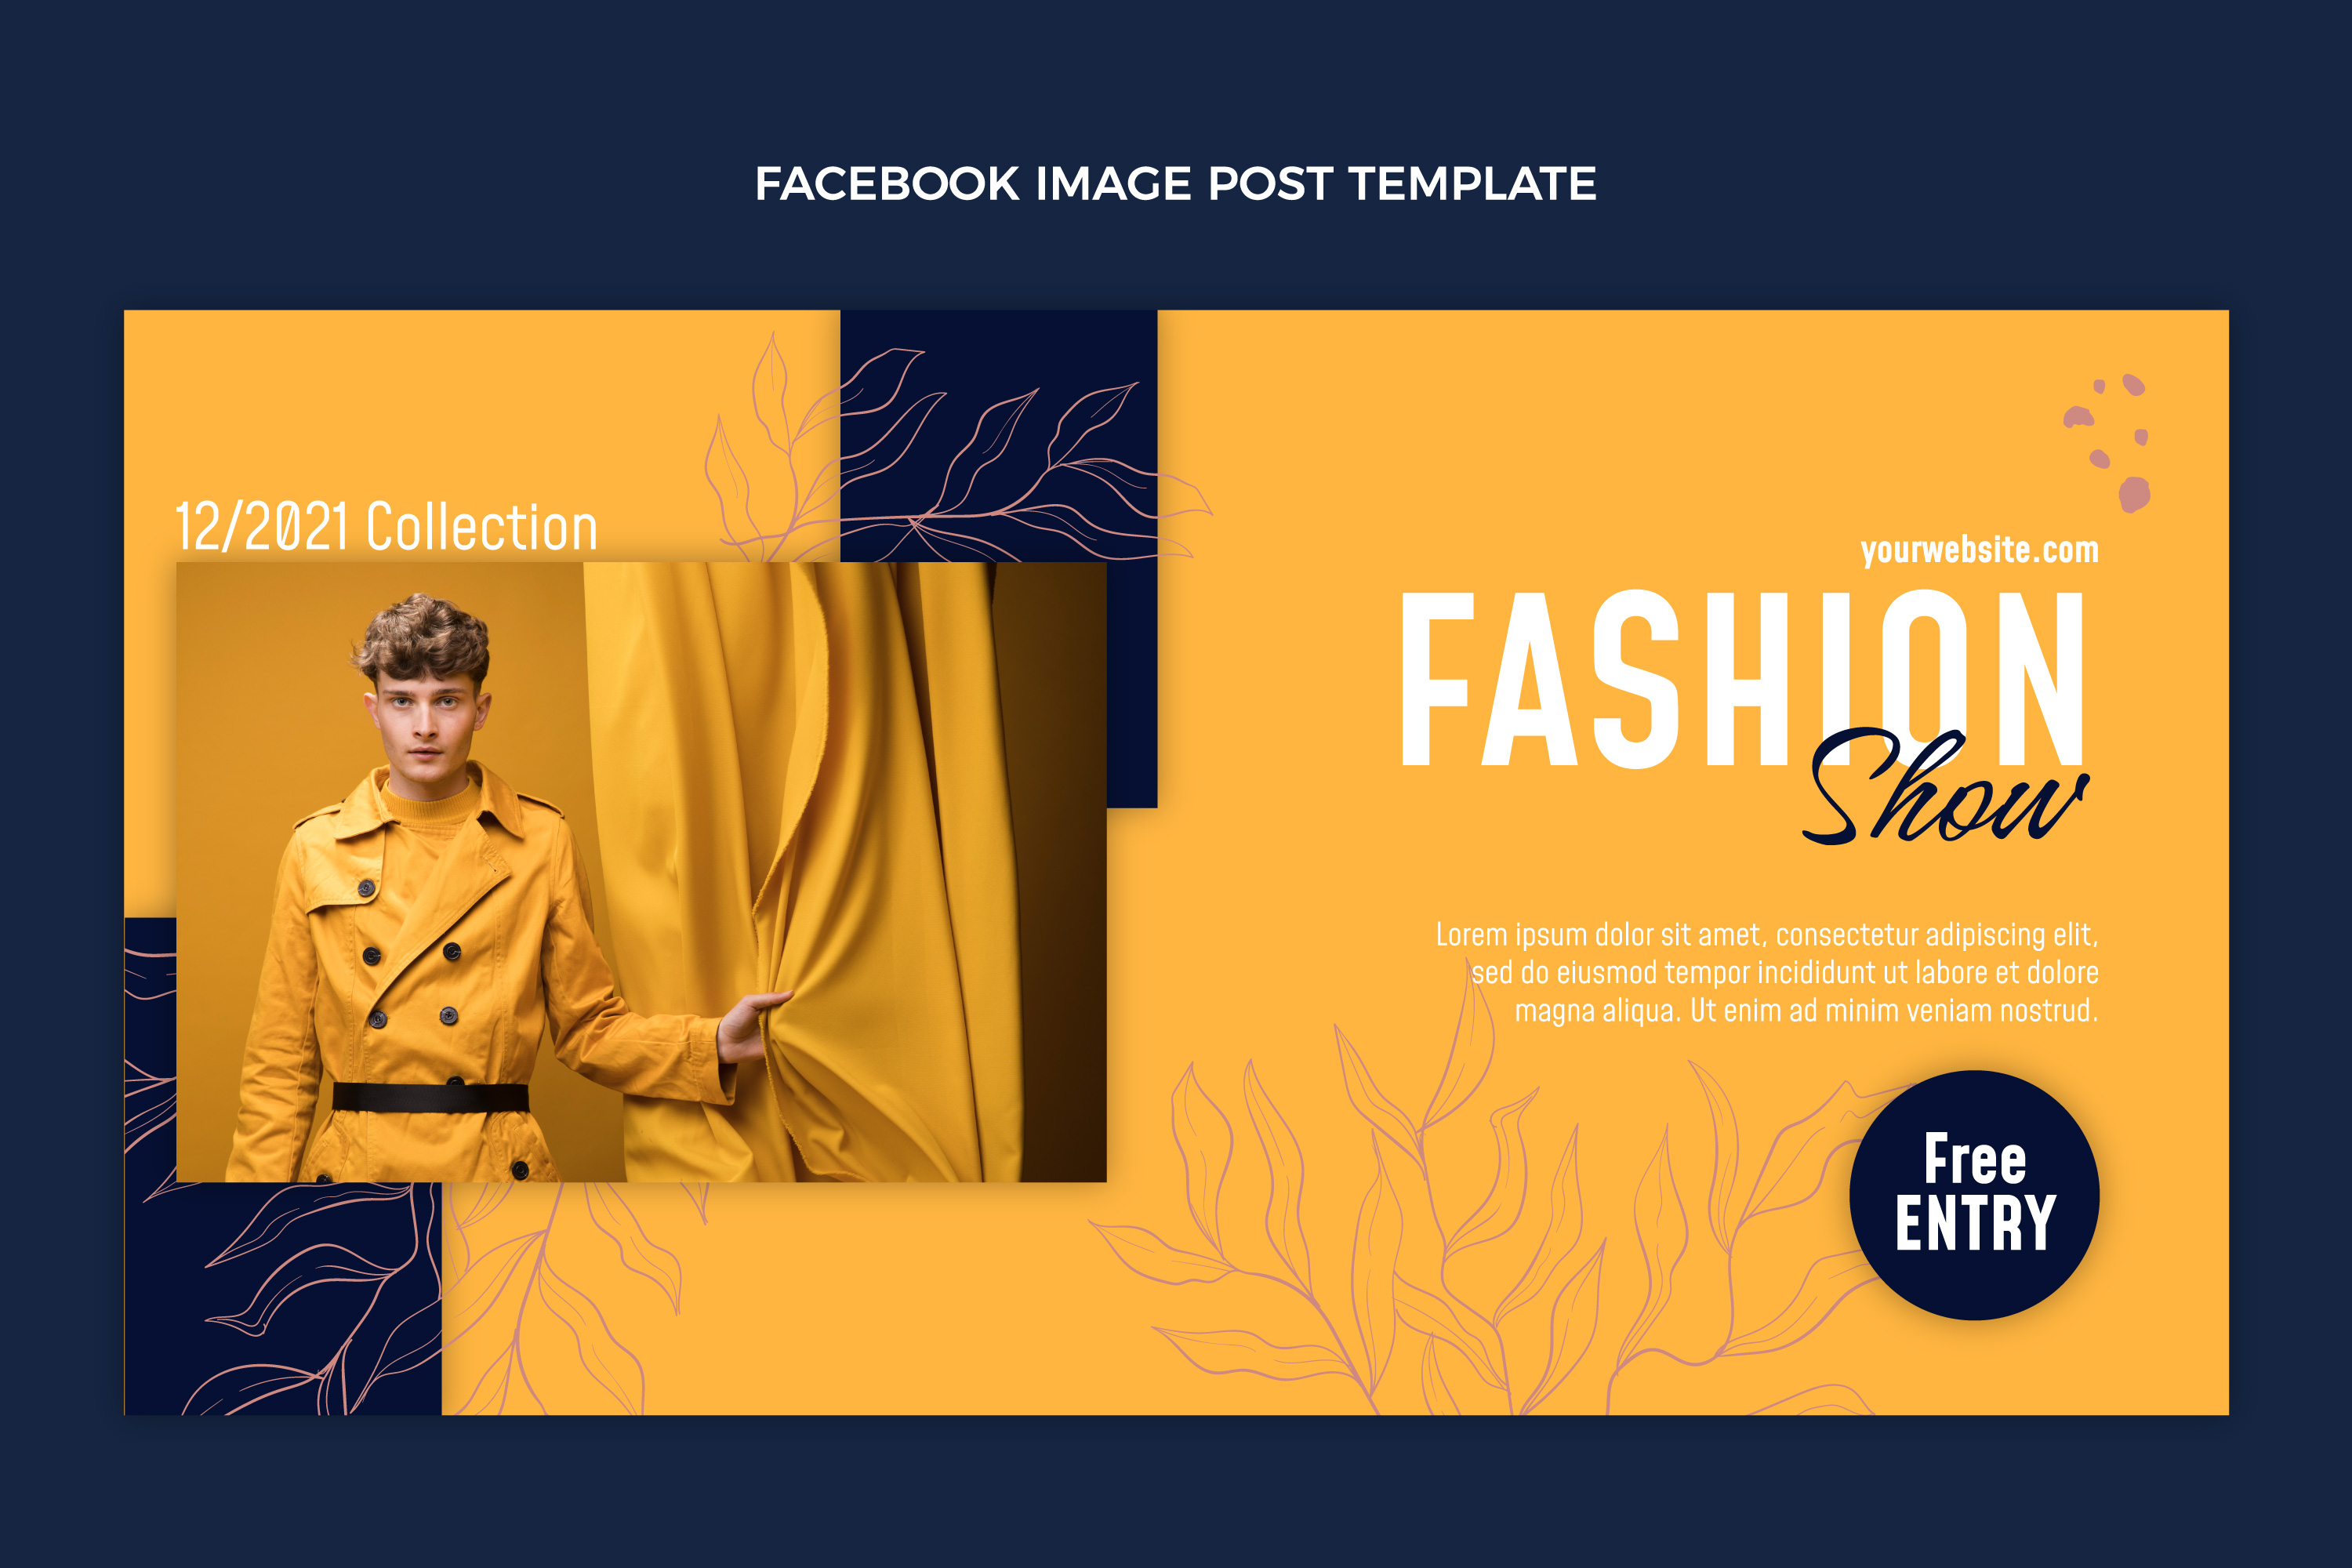 FACEBOOK IMAGE POST TEMPLATE
12/2021 Collection
yourwebsite.com
FASHION
Show
Lorem ipsum dolor sit amet, consectetur adipiscing elit,
sed do eiusmod tempor incididunt ut labore et dolore
magna aliqua. Ut enim ad minim veniam nostrud.
Free
ENTRY